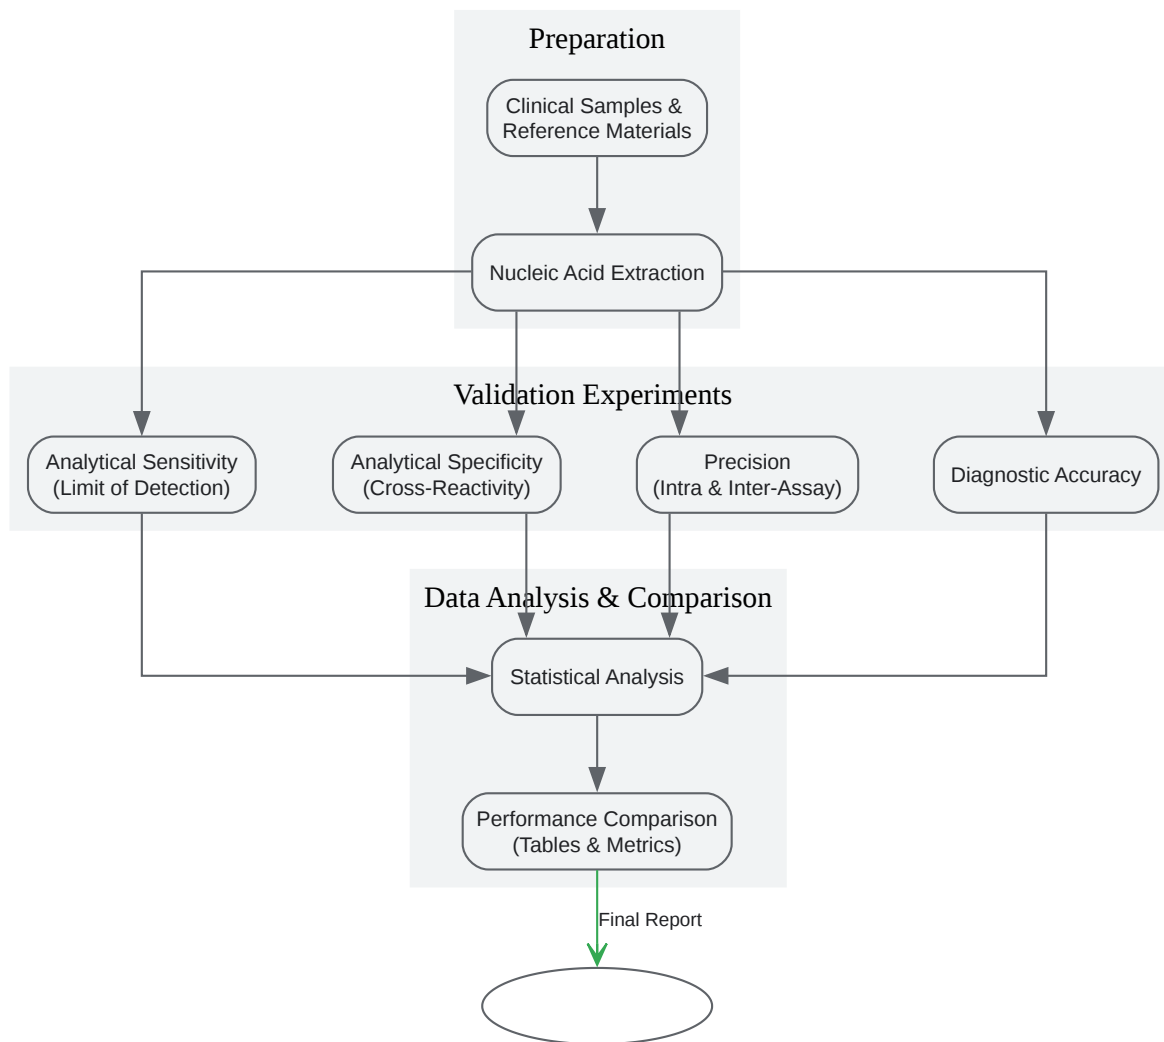 Preparation
Clinical Samples &
Reference Materials
Nucleic Acid Extraction
Validation Experiments
Analytical Sensitivity
(Limit of Detection)
Analytical Specificity
(Cross-Reactivity)
Precision
(Intra & Inter-Assay)
Diagnostic Accuracy
Data Analysis & Comparison
Statistical Analysis
Performance Comparison
(Tables & Metrics)
Final Report